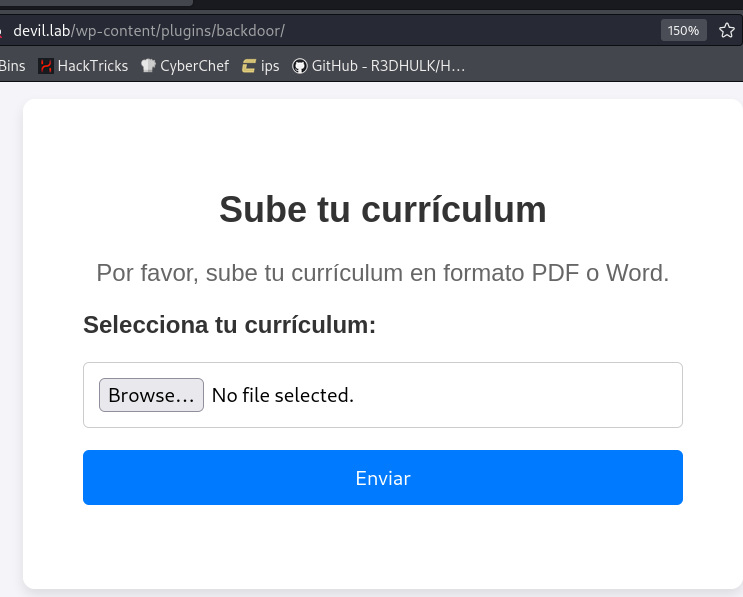 devil.lab/wp-content/plugins/backdoor/
150%
Bins
HackTricks
CyberChef
ips
GitHub - R3DHULK/H…
Sube tu currículum
Por favor, sube tu currículum en formato PDF o Word.
Selecciona tu currículum:
Browse… No file selected.
Enviar